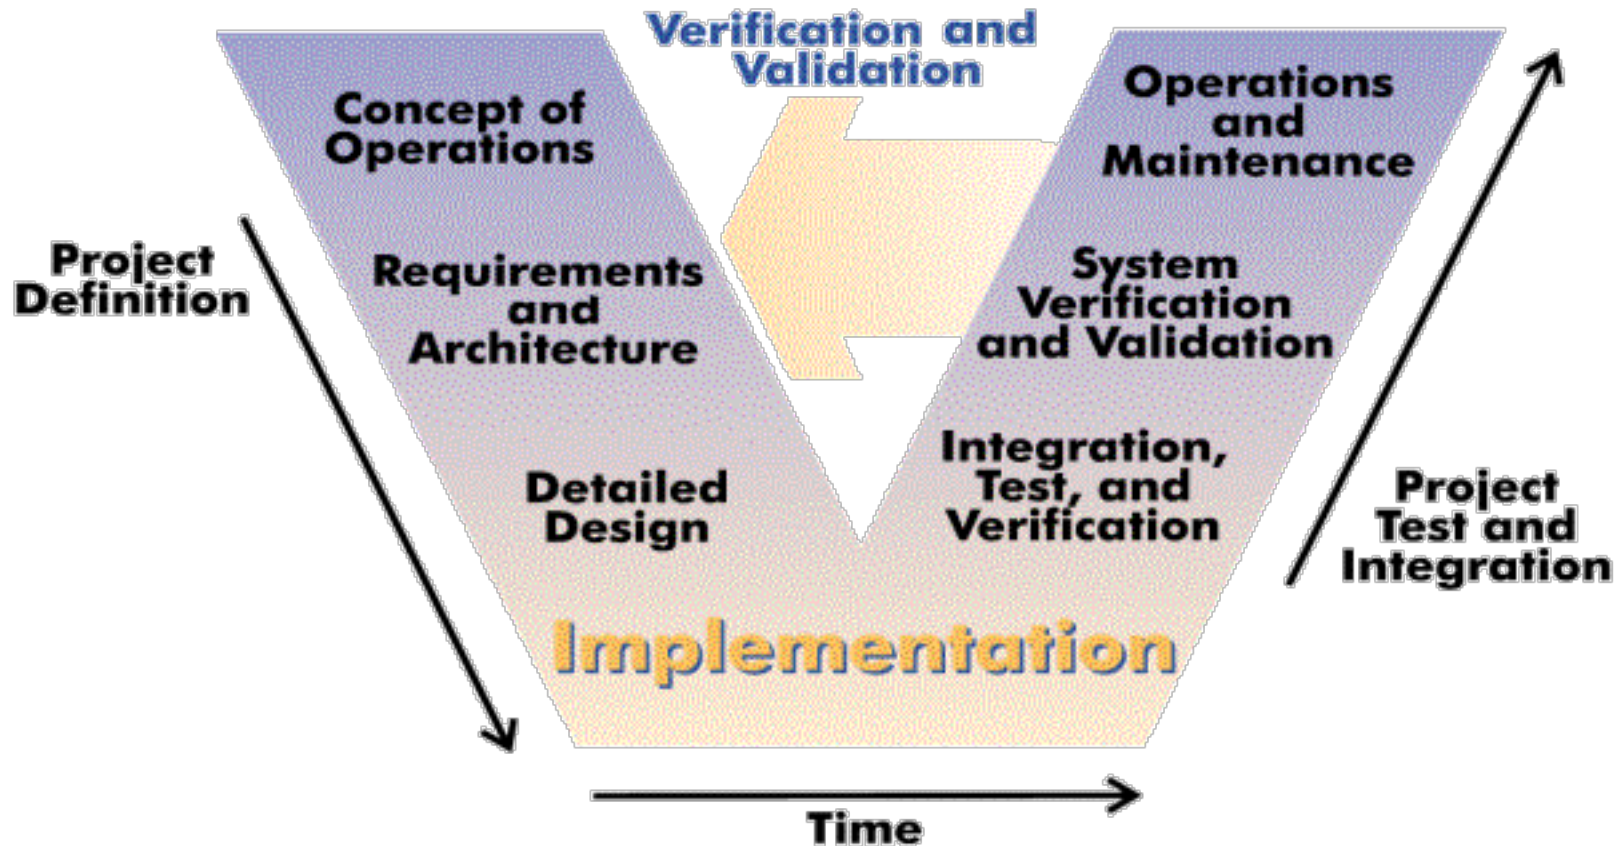 Verification and
Validation
Concept of
Operations
Operations
and
Maintenance
Project
Definition
Requirements
and
Architecture
System
Verification
and Validation
Detailed
Design
Integration,
Test, and
Verification
Project
Test and
Integration
Implementation
Time